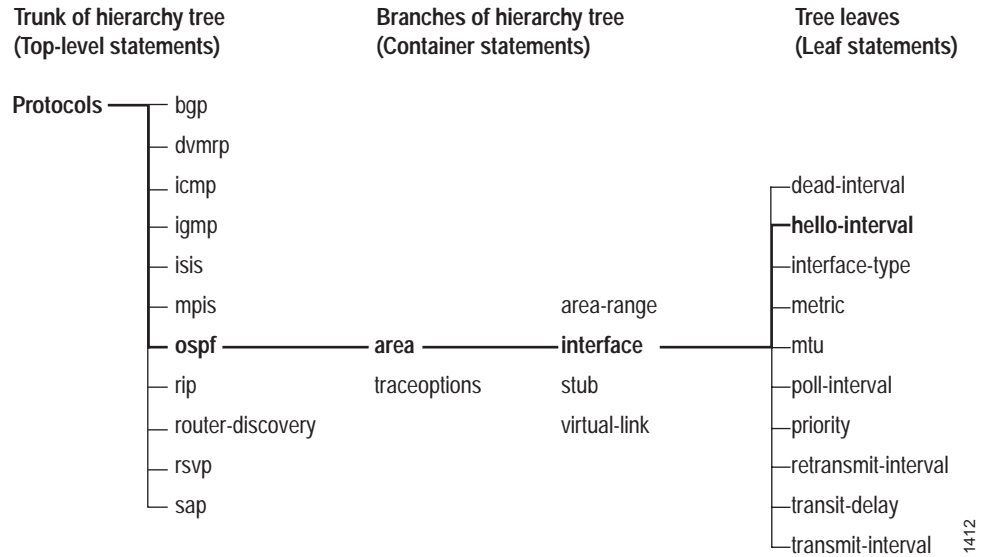 Trunk of hierarchy tree
(Top-level statements)
Branches of hierarchy tree
(Container statements)
Tree leaves
(Leaf statements)
Protocols
bgp
dvmrp
icmp
igmp
isis
mpis
ospf
rip
router-discovery
rsvp
sap
area
traceoptions
area-range
interface
stub
virtual-link
dead-interval
hello-interval
interface-type
metric
mtu
poll-interval
priority
retransmit-interval
transit-delay
transmit-interval
1412